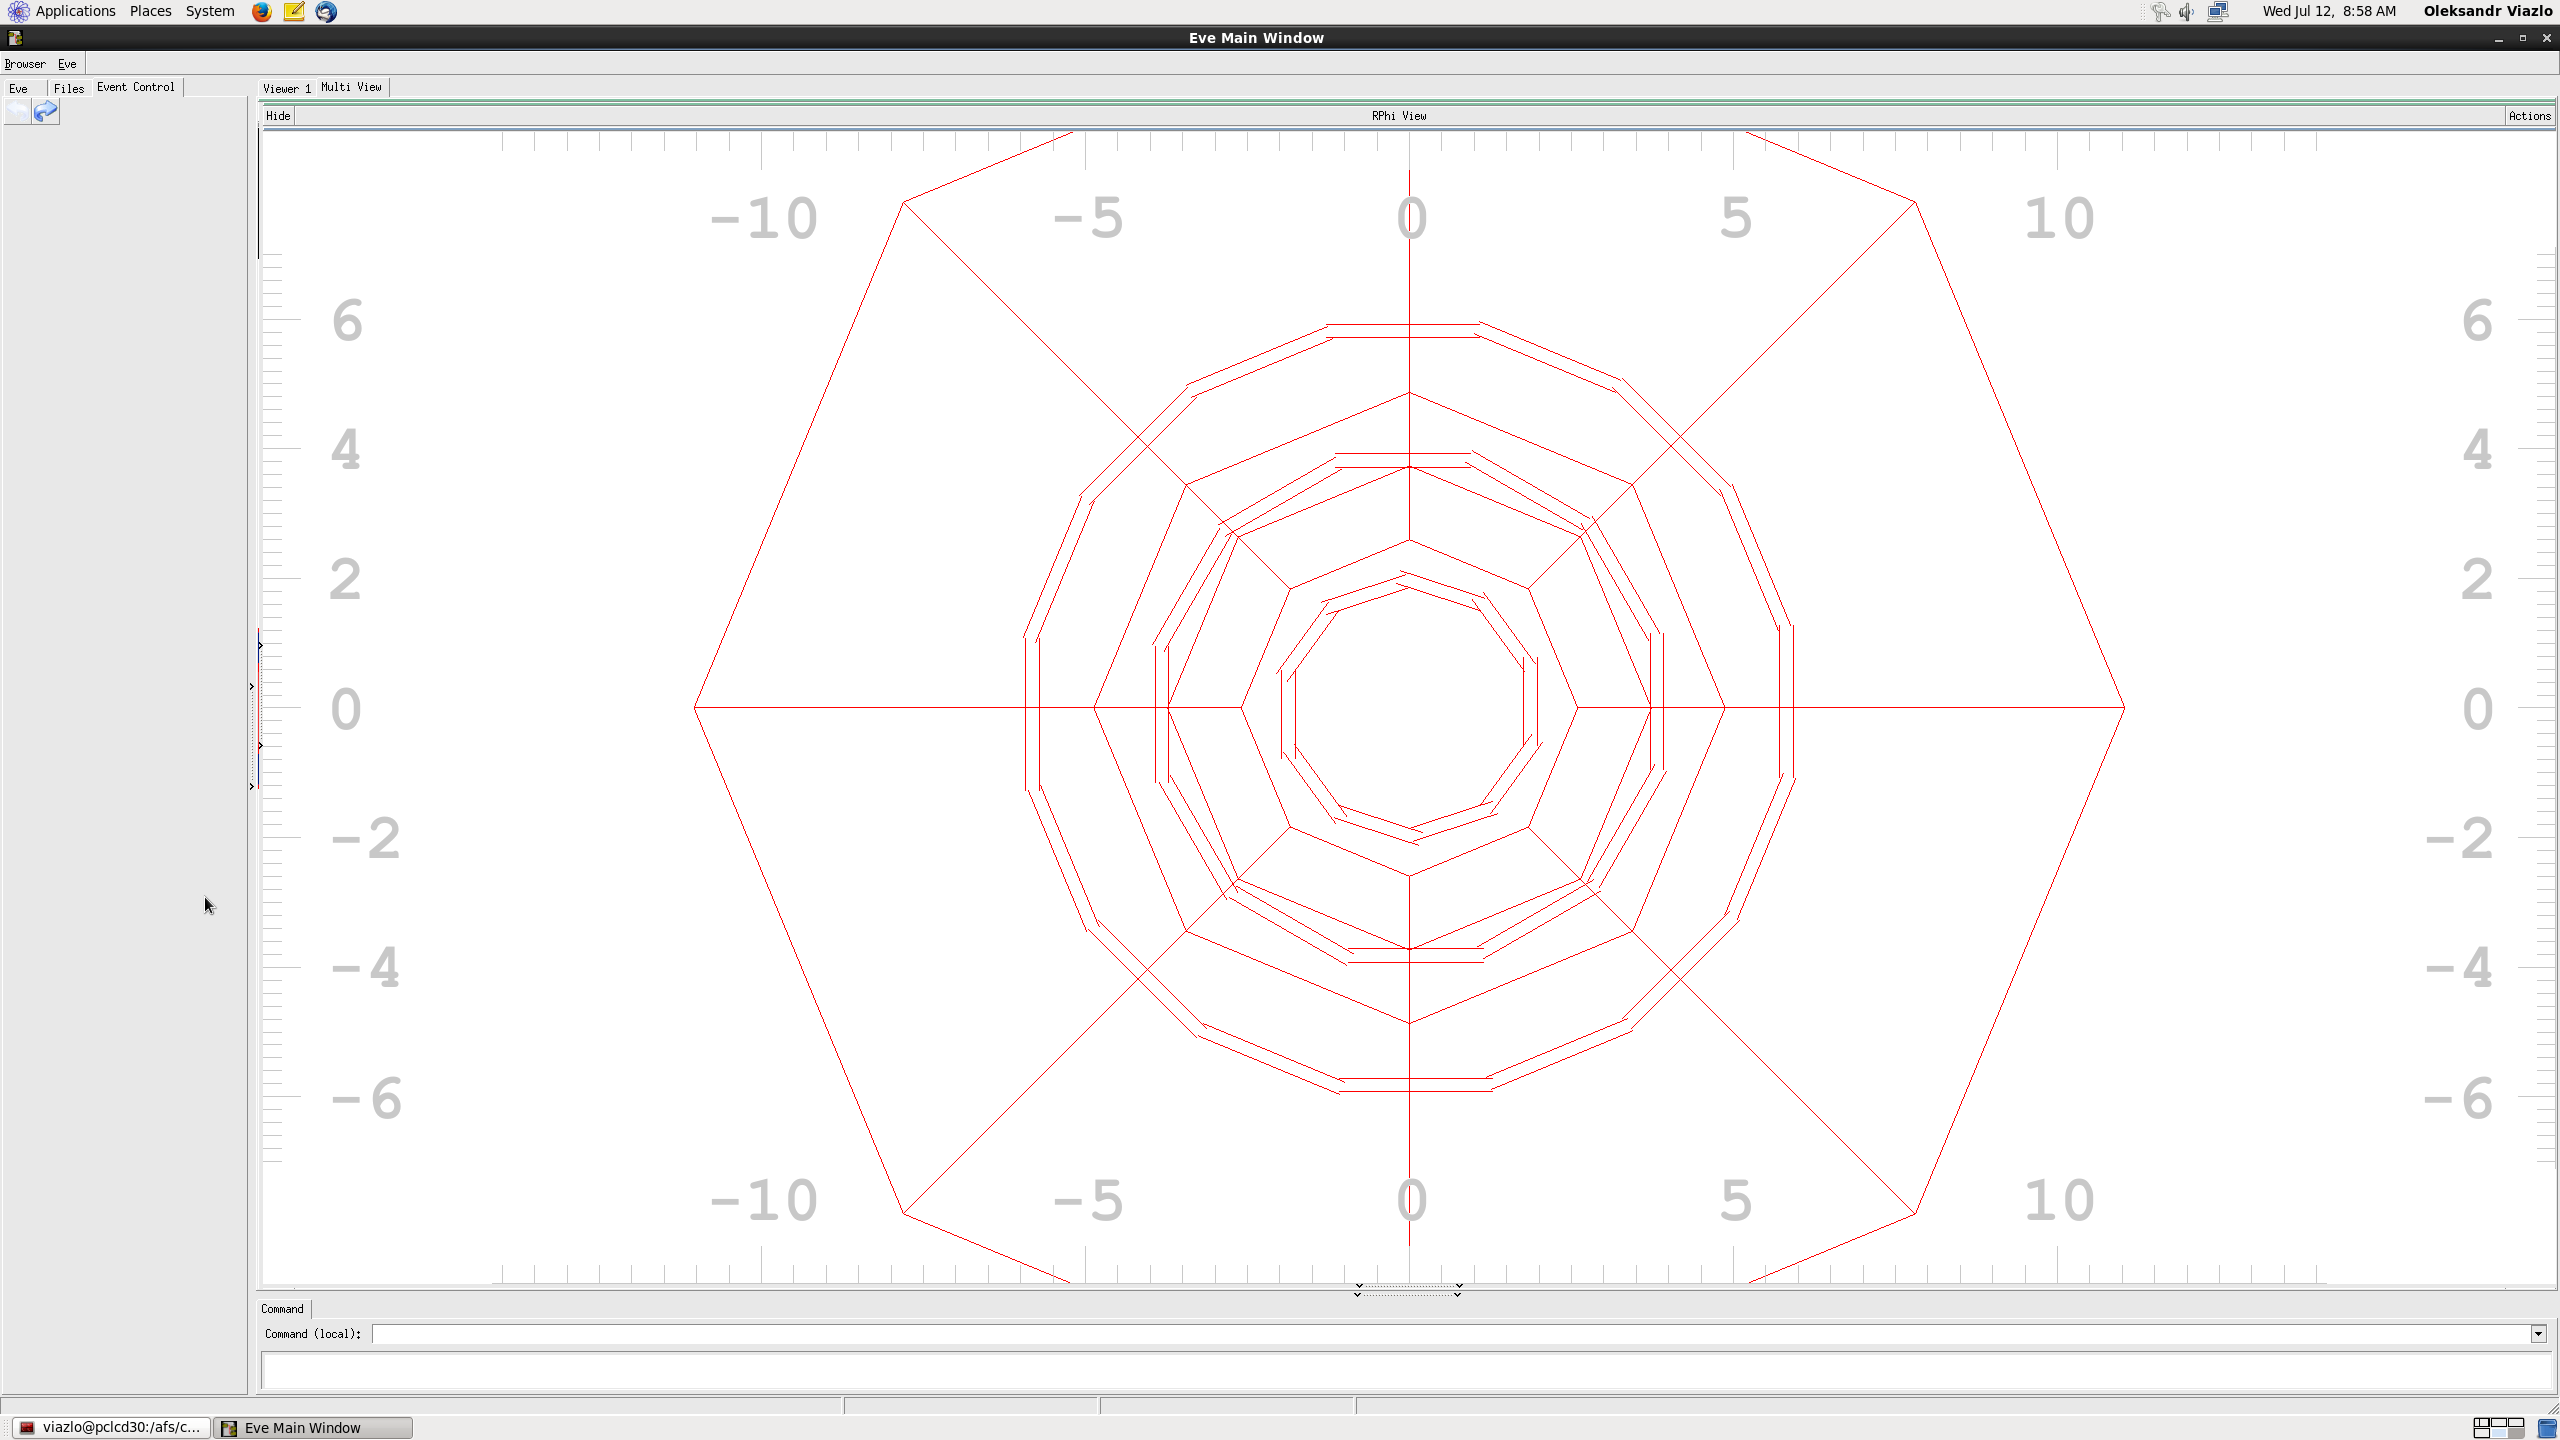 Applications Places System Wed Jul 12, 8:58 AM Oleksandr Viazlo
Eve Main Window
Browser Eve
Eve Files Event Control Viewer 1 Multi View
Hide RPhi View Actions
-10 -5 0 5 10
6 6
4 4
2 2
0 0
-2 -2
-4 -4
-6 -6
-10 -5 0 5 10
Command
Command (local):
viazlo@pclcd30:/afs/c... Eve Main Window